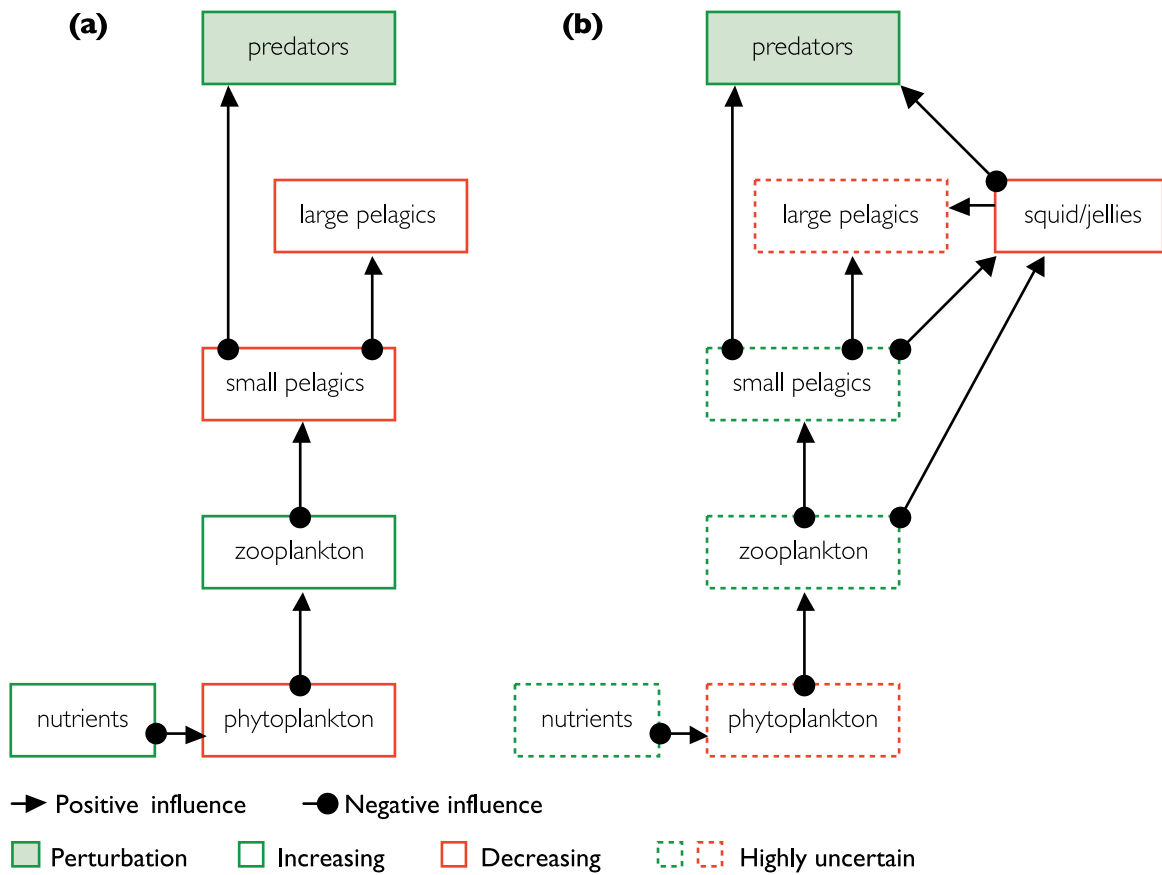 (a)
predators
large pelagics
small pelagics
zooplankton
nutrients
phytoplankton
(b)
predators
large pelagics
squid/jellies
small pelagics
zooplankton
nutrients
phytoplankton
Positive influence
Negative influence
Perturbation
Increasing
Decreasing
Highly uncertain